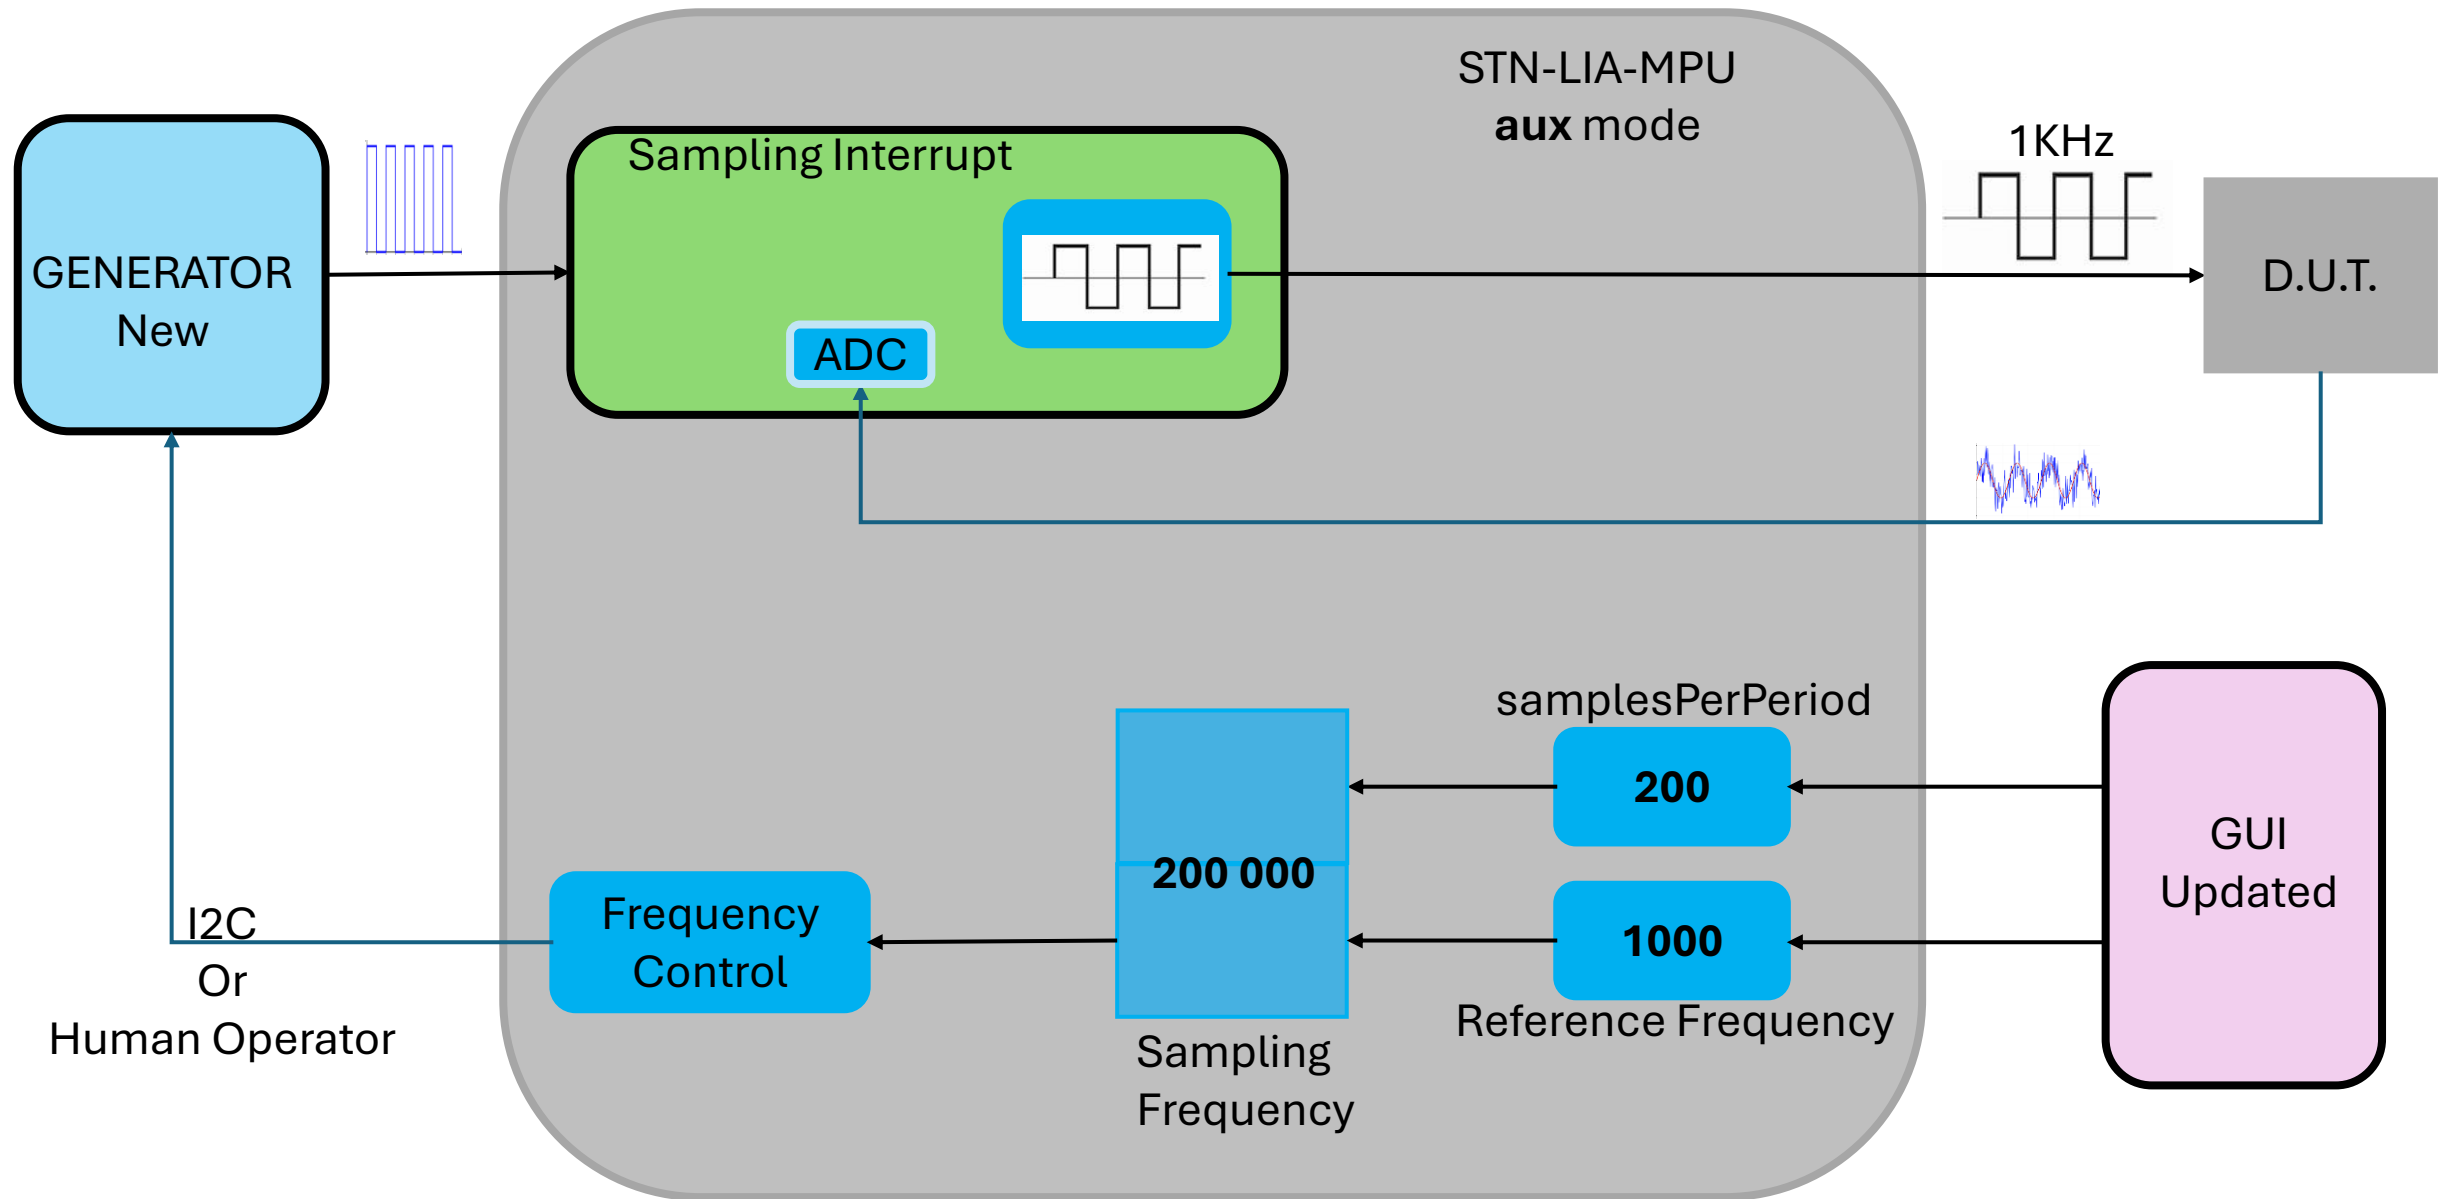 STN-LIA-MPU
aux mode
Sampling Interrupt
1KHz
GENERATOR
New
D.U.T.
ADC
samplesPerPeriod
200
GUI
Updated
200 000
1000
Frequency
Control
I2C
Or
Human Operator
Reference Frequency
Sampling
Frequency